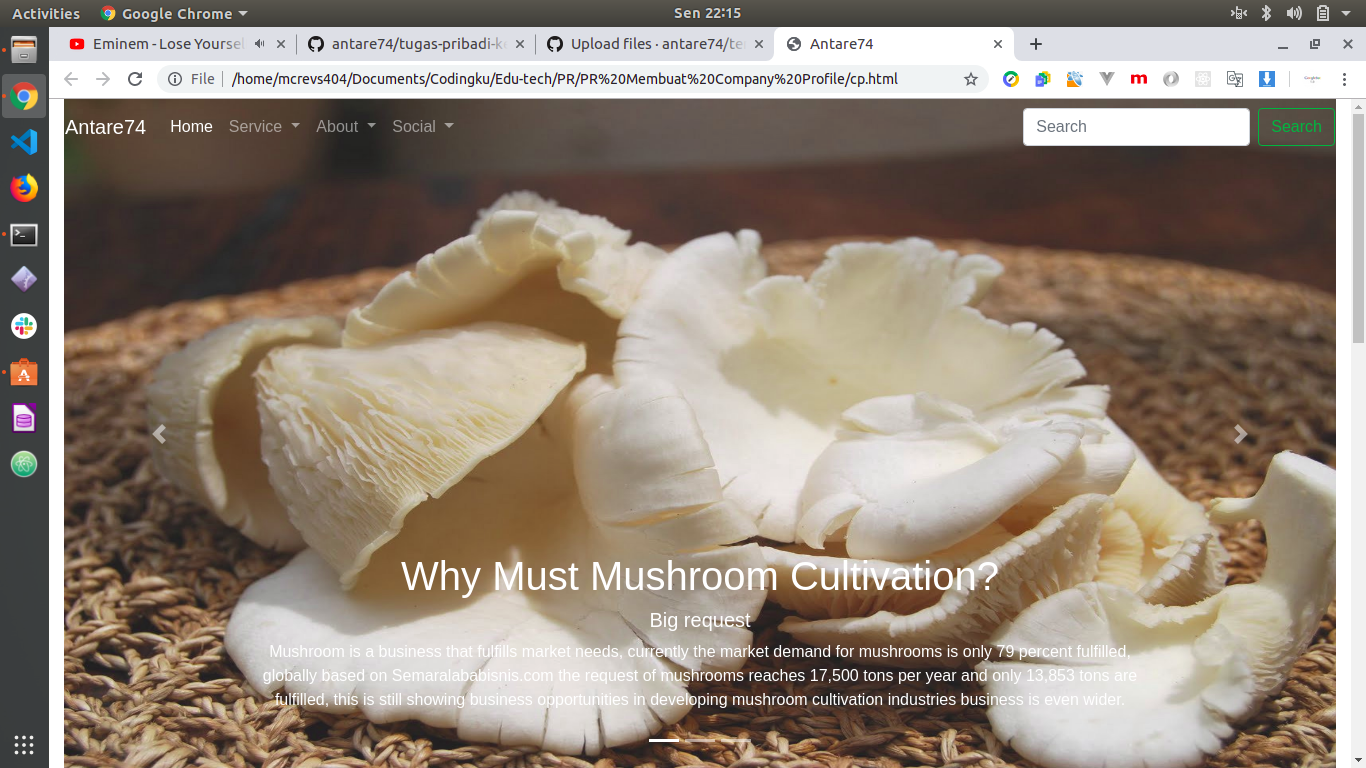 Activities Google Chrome Sen 22:15
Eminem - Lose Yourself antare74/tugas-pribadi-k Upload files · antare74/te Antare74
File /home/mcrevs404/Documents/Codingku/Edu-tech/PR/PR%20Membuat%20Company%20Profile/cp.html
Antare74 Home Service About Social Search Search
Why Must Mushroom Cultivation?
Big request
Mushroom is a business that fulfills market needs, currently the market demand for mushrooms is only 79 percent fulfilled,
globally based on Semaralababisnis.com the request of mushrooms reaches 17,500 tons per year and only 13,853 tons are
fulfilled, this is still showing business opportunities in developing mushroom cultivation industries business is even wider.